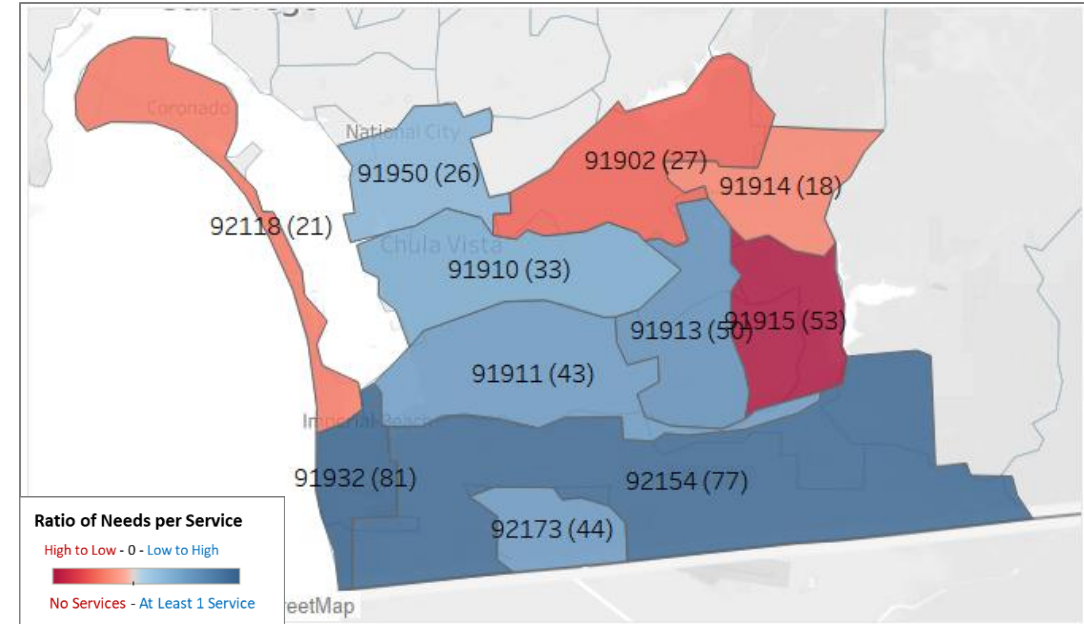 Coronado
National City
91950 (26)
91902 (27)
91914 (18)
92118 (21)
Chula Vista
91910 (33)
91913 (50)
91915 (53)
91911 (43)
Imperial Beach
91932 (81)
92154 (77)
92173 (44)
Ratio of Needs per Service
High to Low - 0 - Low to High
No Services - At Least 1 Service
reetMap